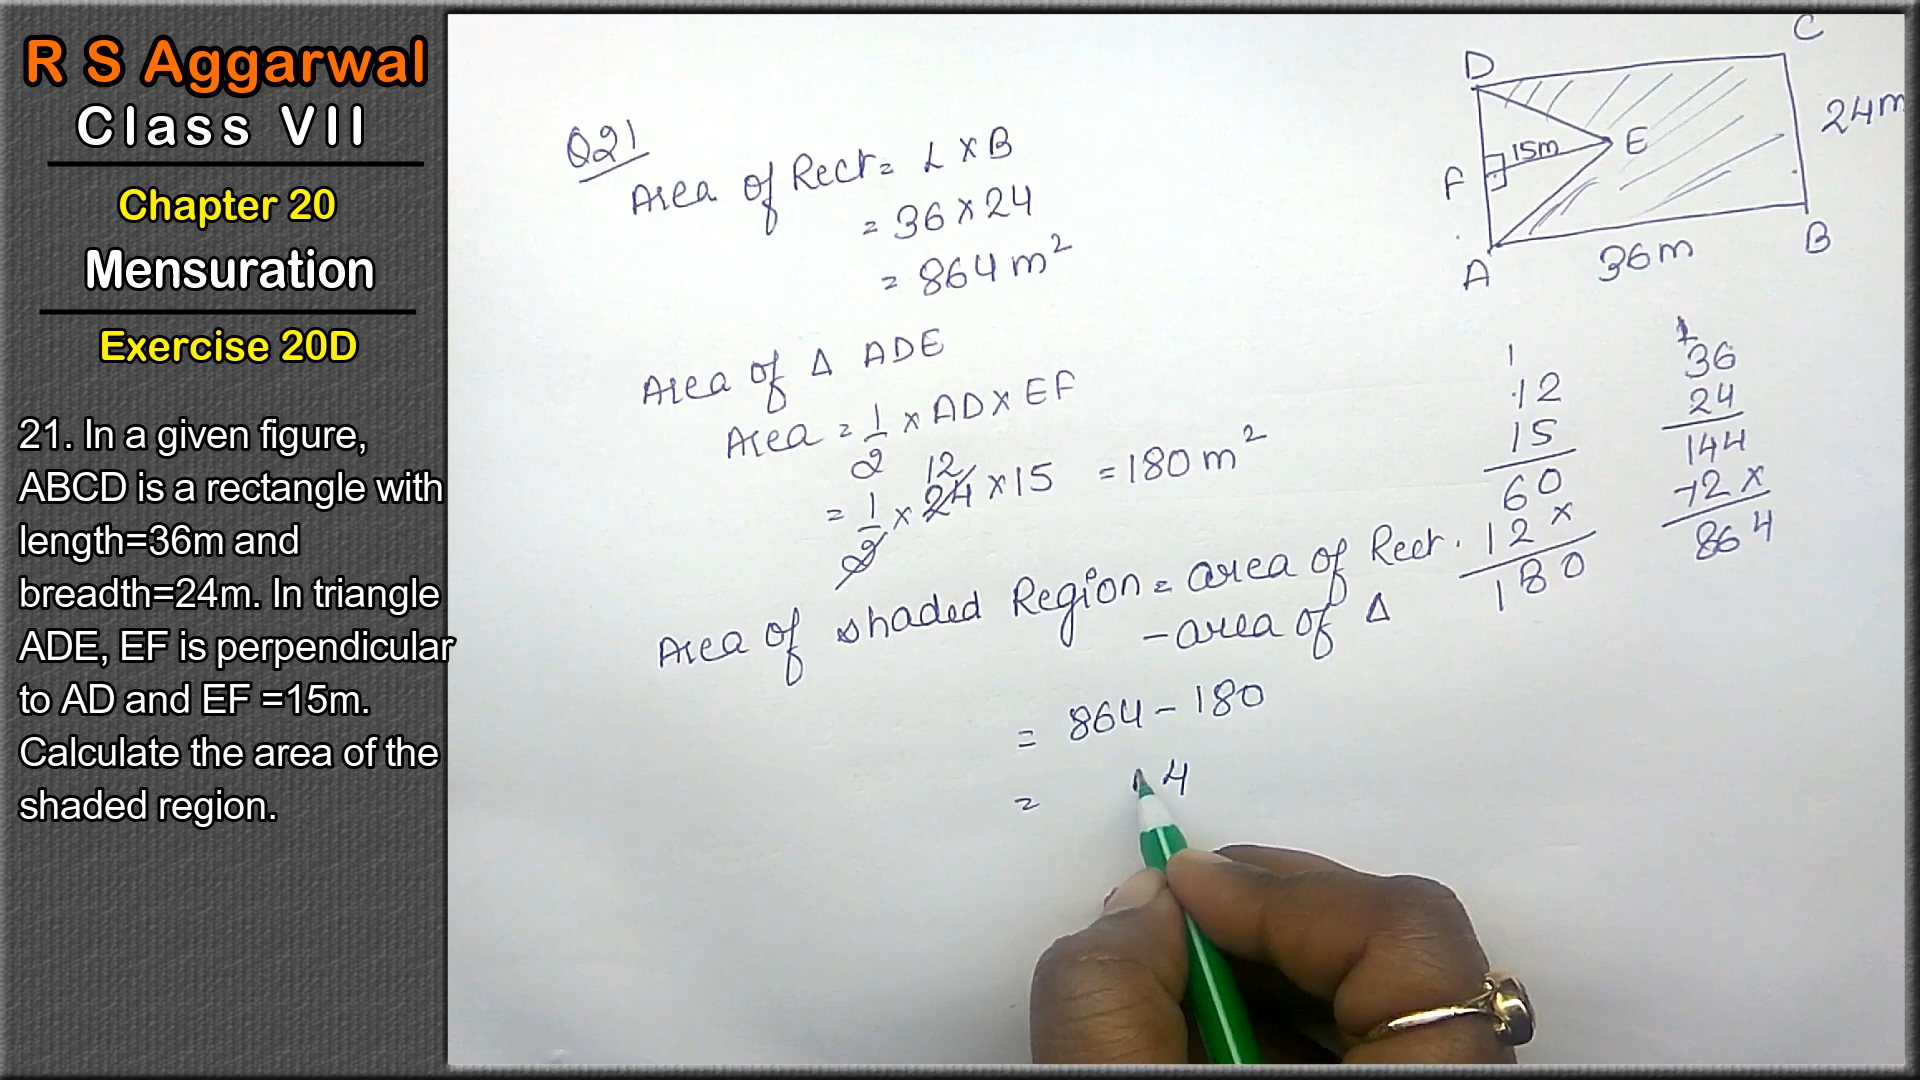 R S Aggarwal
Class VII
Chapter 20
Mensuration
Exercise 20D
21. In a given figure,
ABCD is a rectangle with
length=36m and
breadth=24m. In triangle
ADE, EF is perpendicular
to AD and EF =15m.
Calculate the area of the
shaded region.
Q21
Area of Rect = L × B
= 36 × 24
= 864 m²
Area of Δ ADE
Area = 1/2 × AD × EF
12
= 1/2 × 24 × 15 = 180 m²
Area of shaded Region = area of Rect.
- area of Δ
= 864 - 180
= 4
D
C
24m
15m
E
F
A
36m
B
1
12
15
60
12 ×
180
1
36
24
144
72 ×
864